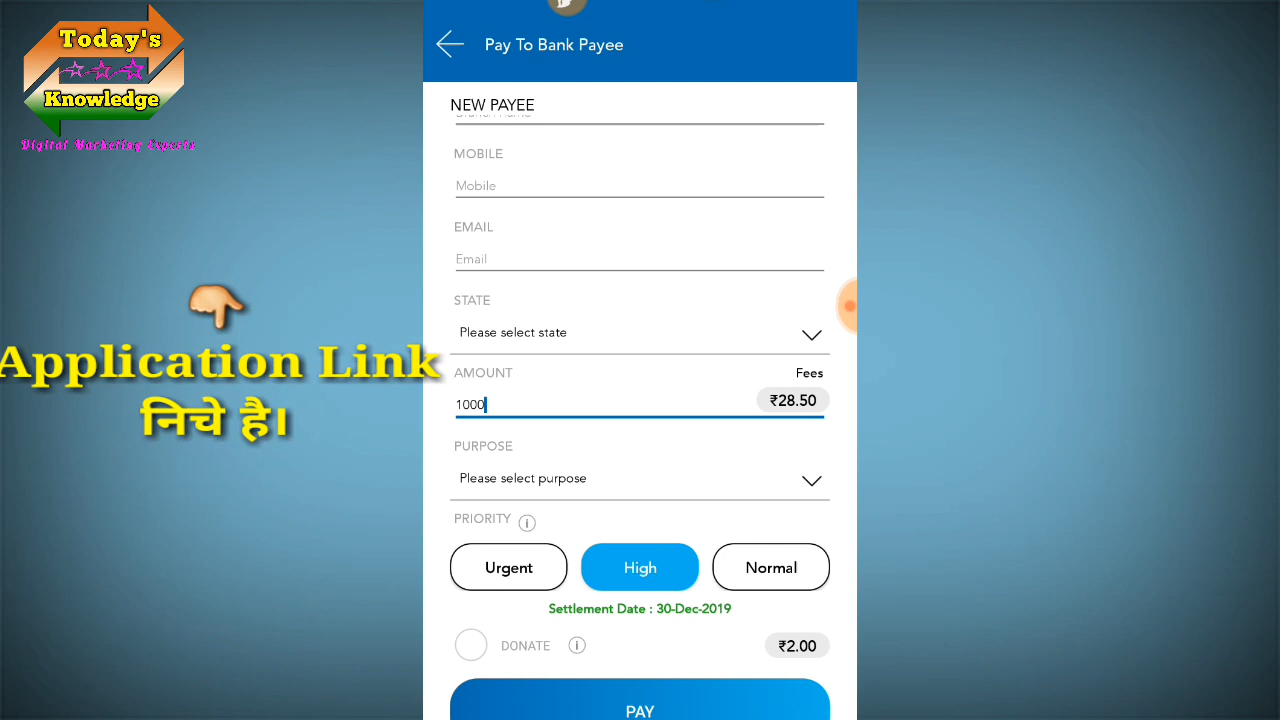 Today's
Knowledge
Digital Marketing Experts
Application Link
निचे है।
Pay To Bank Payee
NEW PAYEE
Branch name
MOBILE
Mobile
EMAIL
Email
STATE
Please select state
AMOUNT Fees
1000 ₹28.50
PURPOSE
Please select purpose
PRIORITY i
Urgent High Normal
Settlement Date : 30-Dec-2019
DONATE i ₹2.00
PAY